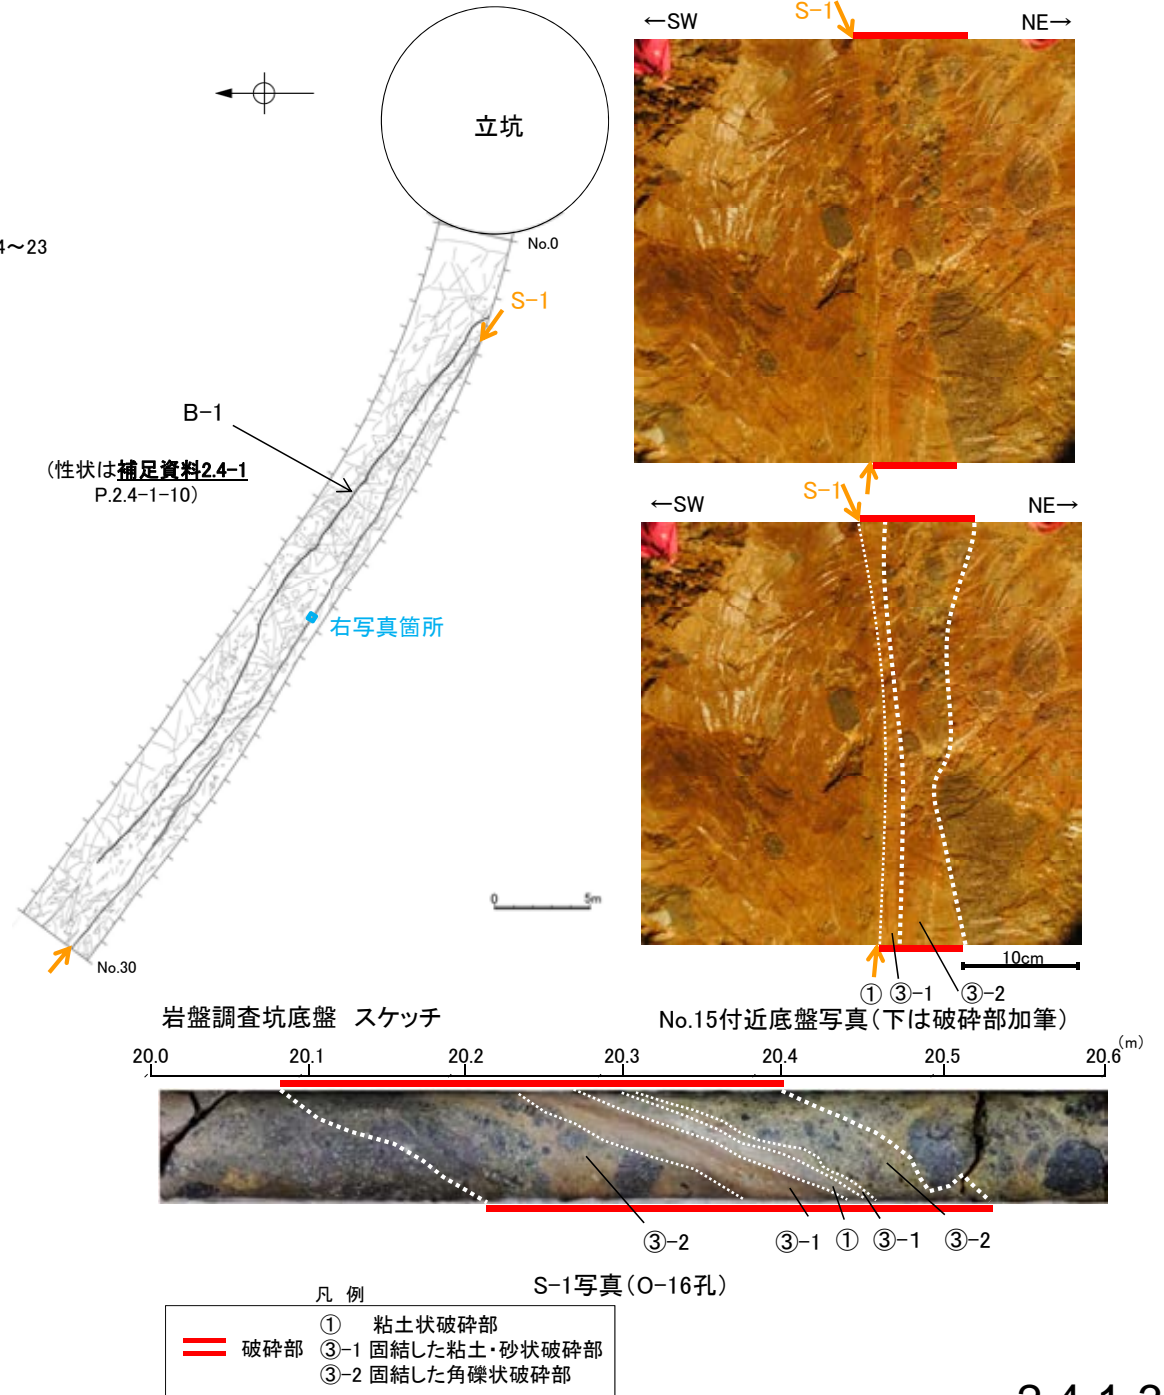 S-1
←SW
NE→
立坑
4～23
No.0
S-1
B-1
(性状は補足資料2.4-1
P.2.4-1-10)
S-1
←SW
NE→
右写真箇所
0 5m
No.30
10cm
① ③-1 ③-2
岩盤調査坑底盤 スケッチ
No.15付近底盤写真(下は破砕部加筆)
20.0 20.1 20.2 20.3 20.4 20.5 20.6 (m)
③-2 ③-1 ① ③-1 ③-2
S-1写真(O-16孔)
凡 例
破砕部
① 粘土状破砕部
③-1 固結した粘土・砂状破砕部
③-2 固結した角礫状破砕部